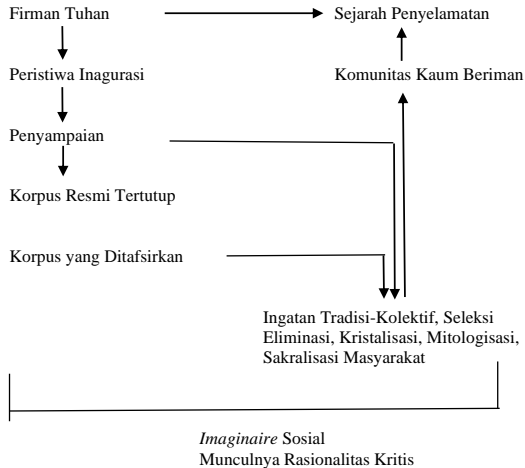 Firman Tuhan
Sejarah Penyelamatan
Peristiwa Inagurasi
Komunitas Kaum Beriman
Penyampaian
Korpus Resmi Tertutup
Korpus yang Ditafsirkan
Ingatan Tradisi-Kolektif, Seleksi
Eliminasi, Kristalisasi, Mitologisasi,
Sakralisasi Masyarakat
Imaginaire Sosial
Munculnya Rasionalitas Kritis